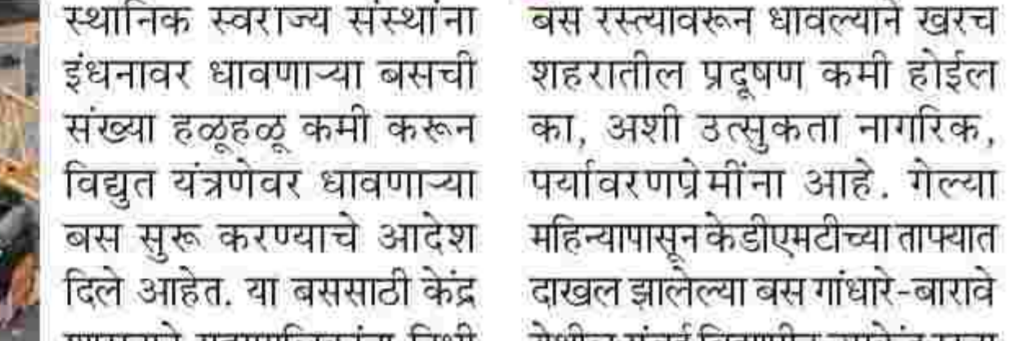 स्थानिक स्वराज्य संस्थांना
इंधनावर धावणाऱ्या बसची
संख्या हळूहळू कमी करून
विद्युत यंत्रणेवर धावणाऱ्या
बस सुरू करण्याचे आदेश
दिले आहेत. या बससाठी केंद्र
बस रस्त्यावरून धावल्याने खरच
शहरातील प्रदूषण कमी होईल
का, अशी उत्सुकता नागरिक,
पर्यावरणप्रेमींना आहे. गेल्या
महिन्यापासून केडीएमटीच्या ताफ्यात
दाखल झालेल्या बस गांधारे-बारावे